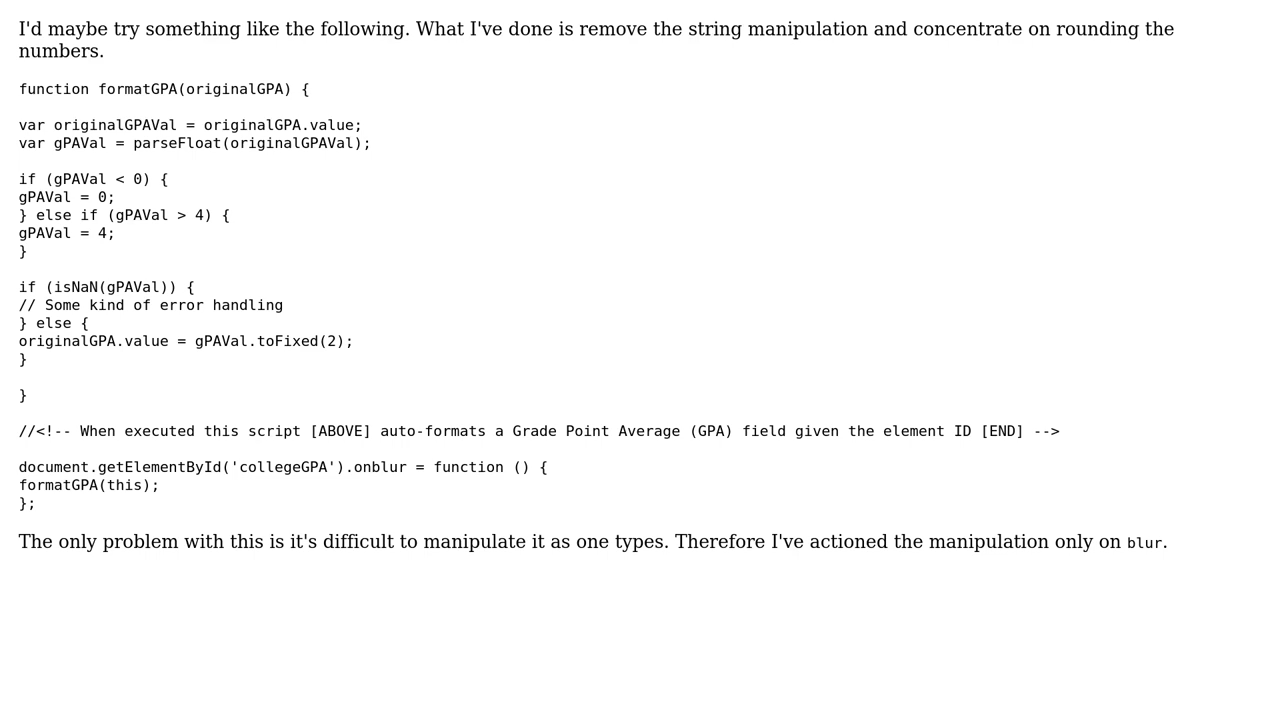 I'd maybe try something like the following. What I've done is remove the string manipulation and concentrate on rounding the
numbers.
function formatGPA(originalGPA) {
var originalGPAVal = originalGPA.value;
var gPAVal = parseFloat(originalGPAVal);
if (gPAVal < 0) {
gPAVal = 0;
} else if (gPAVal > 4) {
gPAVal = 4;
}
if (isNaN(gPAVal)) {
// Some kind of error handling
} else {
originalGPA.value = gPAVal.toFixed(2);
}
}
//<!-- When executed this script [ABOVE] auto-formats a Grade Point Average (GPA) field given the element ID [END] -->
document.getElementById('collegeGPA').onblur = function () {
formatGPA(this);
};
The only problem with this is it's difficult to manipulate it as one types. Therefore I've actioned the manipulation only on blur.